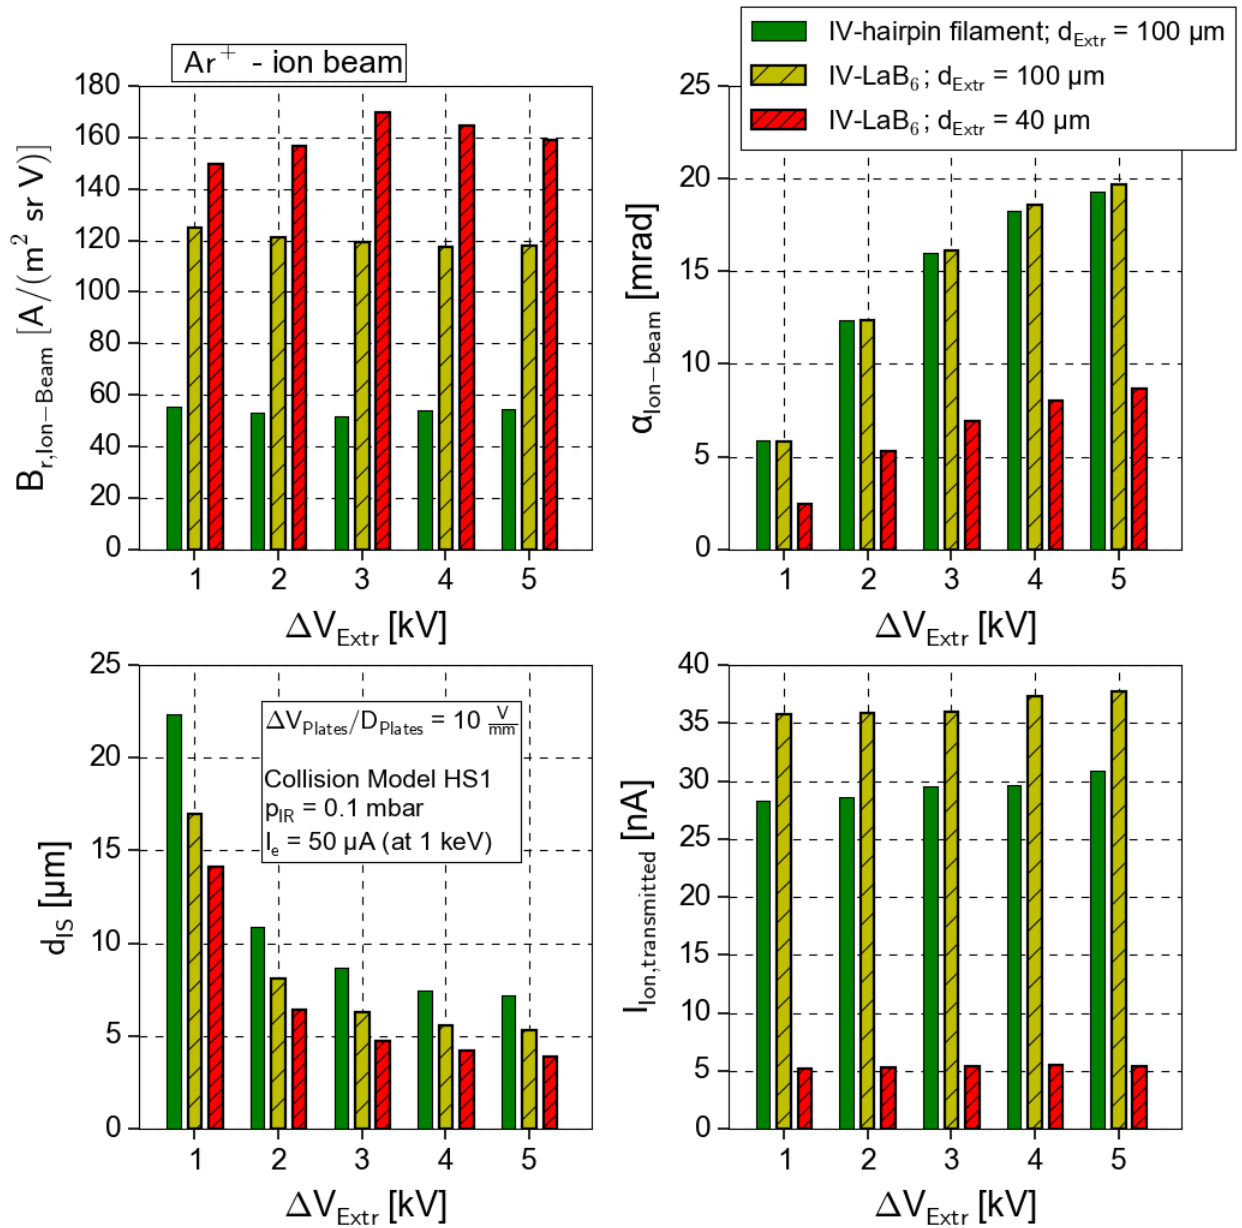 Ar⁺ - ion beam
IV-hairpin filament; d_Extr = 100 µm
IV-LaB₆; d_Extr = 100 µm
IV-LaB₆; d_Extr = 40 µm
B_r,Ion−Beam [A/(m² sr V)]
180
160
140
120
100
80
60
40
20
0
1 2 3 4 5
ΔV_Extr [kV]
α_Ion−beam [mrad]
25
20
15
10
5
0
1 2 3 4 5
ΔV_Extr [kV]
d_IS [µm]
25
20
15
10
5
0
ΔV_Plates/D_Plates = 10 V/mm
Collision Model HS1
p_IR = 0.1 mbar
I_e = 50 µA (at 1 keV)
1 2 3 4 5
ΔV_Extr [kV]
I_Ion,transmitted [nA]
40
35
30
25
20
15
10
5
0
1 2 3 4 5
ΔV_Extr [kV]